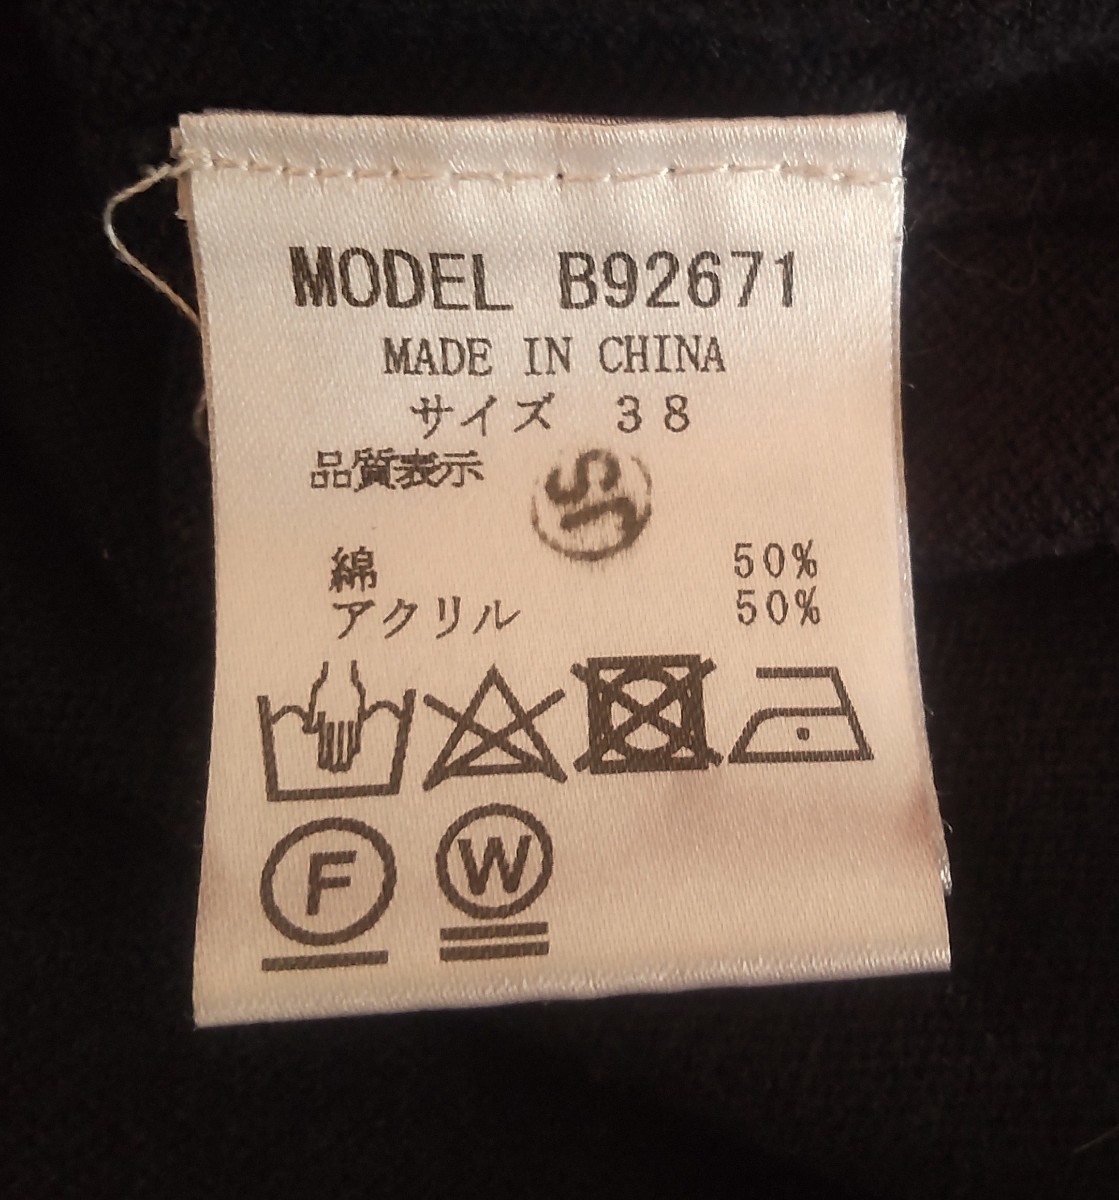 MODEL B92671
MADE IN CHINA
サイズ 38
品質表示
SL
綿 50%
アクリル 50%
F
W